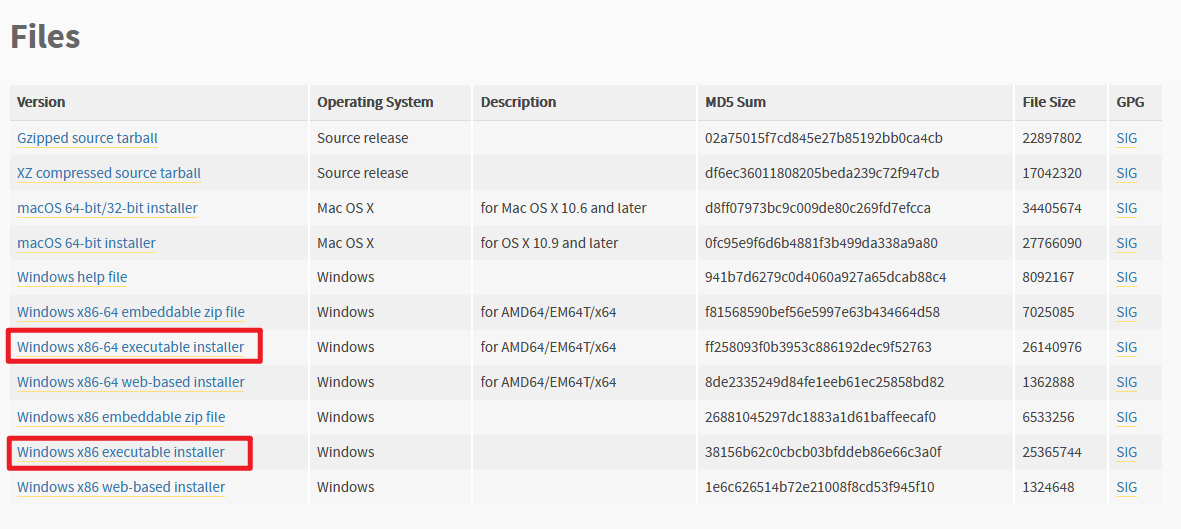 Files
Version Operating System Description MD5 Sum File Size GPG
Gzipped source tarball Source release 02a75015f7cd845e27b85192bb0ca4cb 22897802 SIG
XZ compressed source tarball Source release df6ec36011808205beda239c72f947cb 17042320 SIG
macOS 64-bit/32-bit installer Mac OS X for Mac OS X 10.6 and later d8ff07973bc9c009de80c269fd7efcca 34405674 SIG
macOS 64-bit installer Mac OS X for OS X 10.9 and later 0fc95e9f6d6b4881f3b499da338a9a80 27766090 SIG
Windows help file Windows 941b7d6279c0d4060a927a65dcab88c4 8092167 SIG
Windows x86-64 embeddable zip file Windows for AMD64/EM64T/x64 f81568590bef56e5997e63b434664d58 7025085 SIG
Windows x86-64 executable installer Windows for AMD64/EM64T/x64 ff258093f0b3953c886192dec9f52763 26140976 SIG
Windows x86-64 web-based installer Windows for AMD64/EM64T/x64 8de2335249d84fe1eeb61ec25858bd82 1362888 SIG
Windows x86 embeddable zip file Windows 26881045297dc1883a1d61baffeecaf0 6533256 SIG
Windows x86 executable installer Windows 38156b62c0cbcb03bfddeb86e66c3a0f 25365744 SIG
Windows x86 web-based installer Windows 1e6c626514b72e21008f8cd53f945f10 1324648 SIG